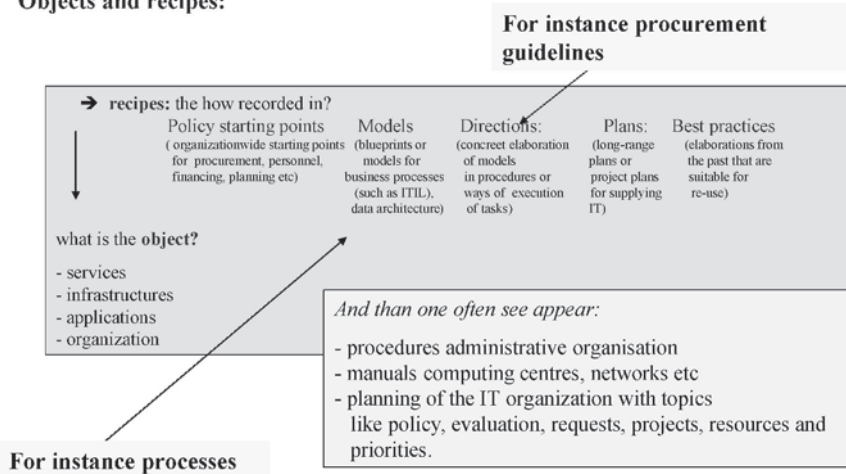 Objects and recipes:
For instance procurement
guidelines
➔ recipes: the how recorded in?
Policy starting points
( organizationwide starting points
for procurement, personnel,
financing, planning etc)
Models
(blueprints or
models for
business processes
(such as ITIL),
data architecture)
Directions:
(concreet elaboration
of models
in procedures or
ways of execution
of tasks)
Plans:
(long-range
plans or
project plans
for supplying
IT)
Best practices
(elaborations from
the past that are
suitable for
re-use)
what is the object?
- services
- infrastructures
- applications
- organization
And than one often see appear:
- procedures administrative organisation
- manuals computing centres, networks etc
- planning of the IT organization with topics
like policy, evaluation, requests, projects, resources and
priorities.
For instance processes